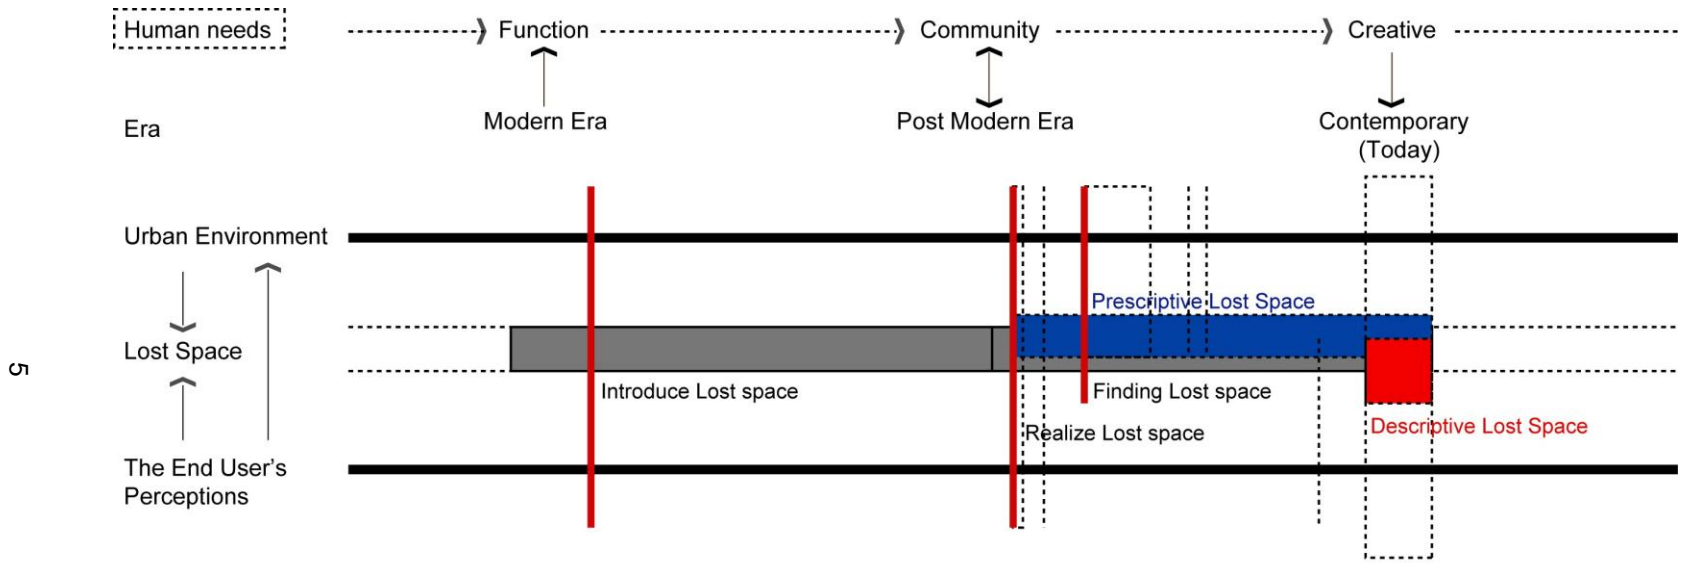 Human needs
Function
Community
Creative
Era
Modern Era
Post Modern Era
Contemporary
(Today)
Urban Environment
Prescriptive Lost Space
Lost Space
Introduce Lost space
Finding Lost space
Realize Lost space
Descriptive Lost Space
The End User's
Perceptions
5